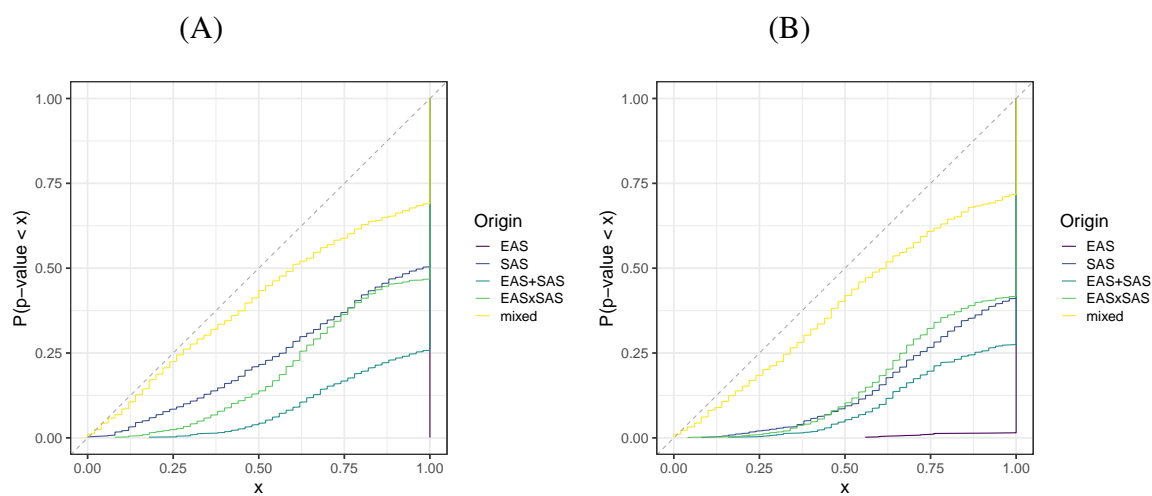 (A)
P(p−value < x)
1.00
0.75
0.50
0.25
0.00
0.00 0.25 0.50 0.75 1.00
x
Origin
EAS
SAS
EAS+SAS
EASxSAS
mixed
(B)
P(p−value < x)
1.00
0.75
0.50
0.25
0.00
0.00 0.25 0.50 0.75 1.00
x
Origin
EAS
SAS
EAS+SAS
EASxSAS
mixed